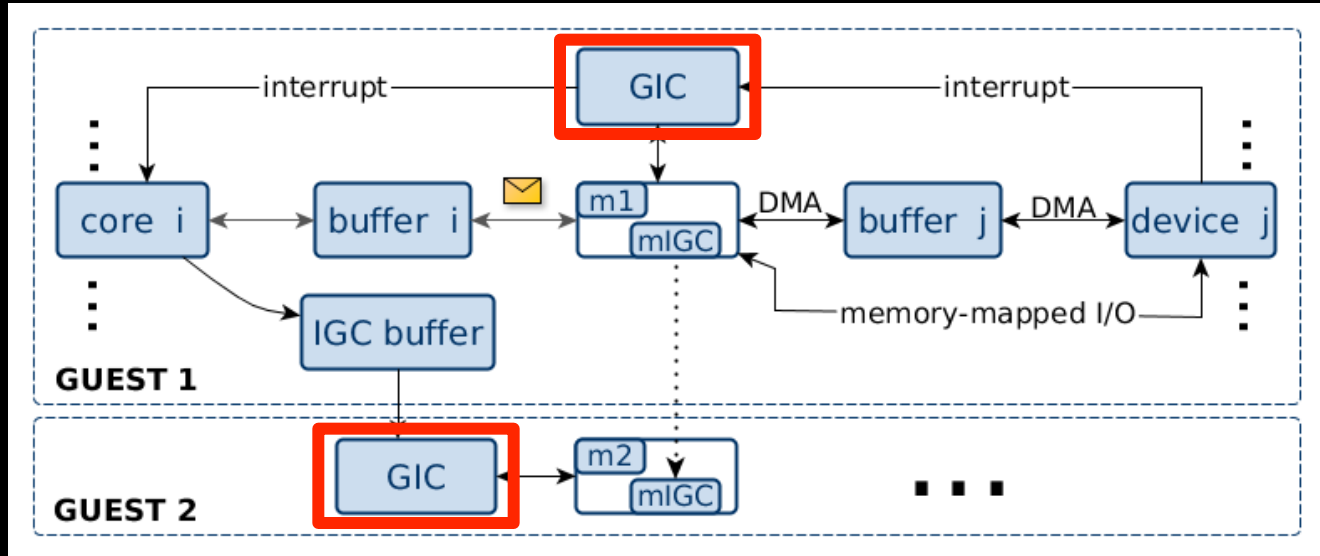 GIC
interrupt
interrupt
core i
buffer i
m1
mIGC
DMA
buffer j
DMA
device j
IGC buffer
memory-mapped I/O
GUEST 1
GIC
m2
mIGC
GUEST 2